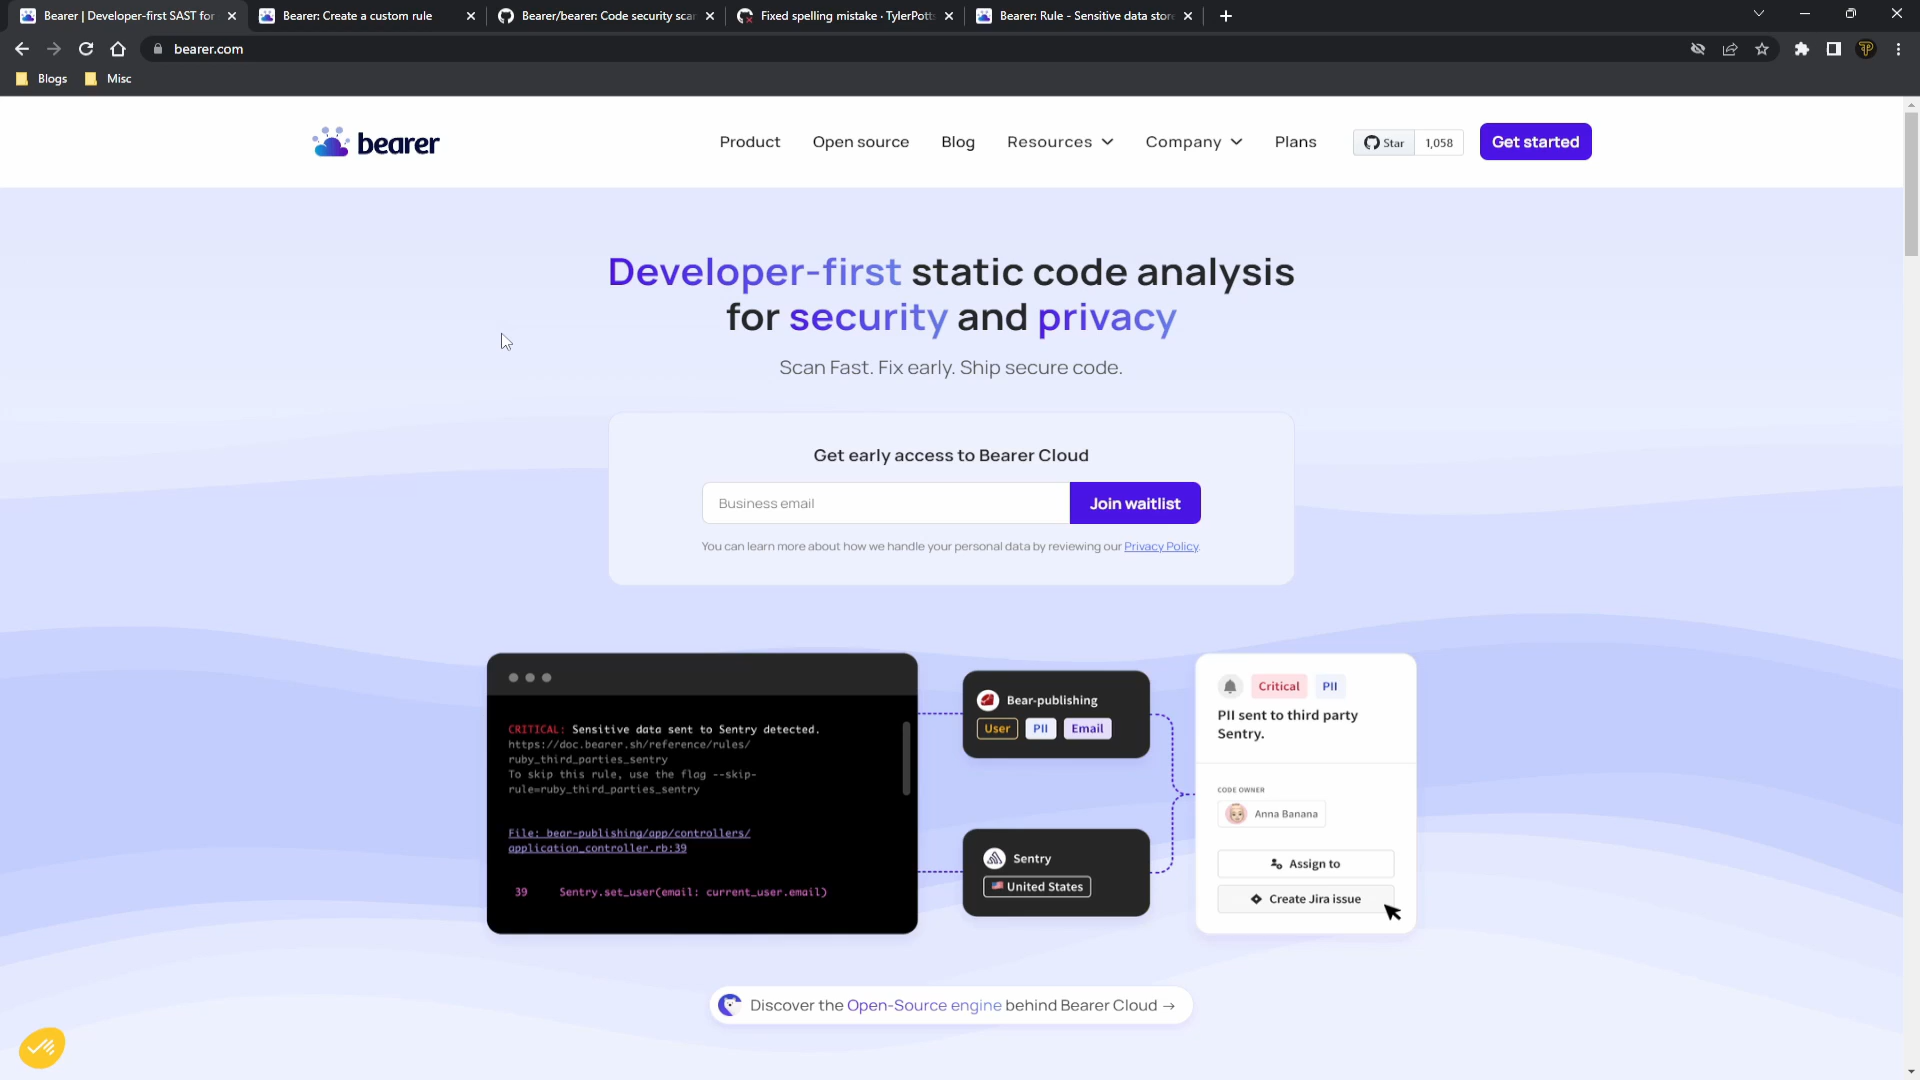 Bearer | Developer-first SAST for
Bearer: Create a custom rule
Bearer/bearer: Code security scan
Fixed spelling mistake · TylerPotts
Bearer: Rule - Sensitive data store
bearer.com
Blogs
Misc
bearer
Product
Open source
Blog
Resources
Company
Plans
Star
1,058
Get started
Developer-first static code analysis
for security and privacy
Scan Fast. Fix early. Ship secure code.
Get early access to Bearer Cloud
Business email
Join waitlist
You can learn more about how we handle your personal data by reviewing our Privacy Policy.
CRITICAL: Sensitive data sent to Sentry detected.
https://doc.bearer.sh/reference/rules/
ruby_third_parties_sentry
To skip this rule, use the flag --skip-
rule=ruby_third_parties_sentry
File: bear-publishing/app/controllers/
application_controller.rb:39
39 Sentry.set_user(email: current_user.email)
Bear-publishing
User
PII
Email
Sentry
United States
Critical
PII
PII sent to third party
Sentry.
CODE OWNER
Anna Banana
Assign to
Create Jira issue
Discover the Open-Source engine behind Bearer Cloud →